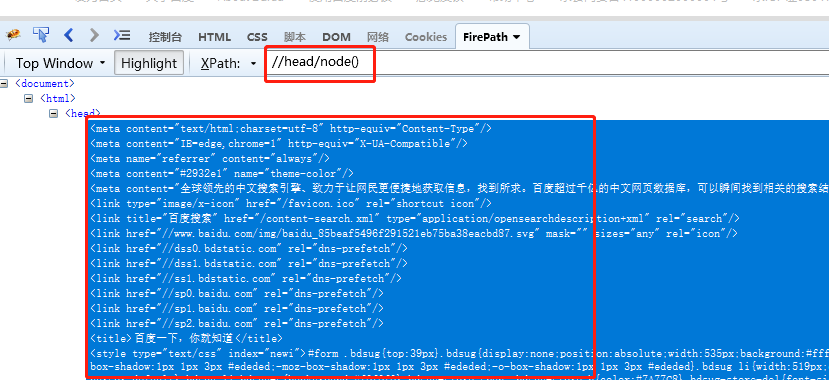 控制台 HTML CSS 脚本 DOM 网络 Cookies FirePath
Top Window Highlight XPath: //head/node()
<document>
<html>
<head>
<meta content="text/html;charset=utf-8" http-equiv="Content-Type"/>
<meta content="IE=edge,chrome=1" http-equiv="X-UA-Compatible"/>
<meta name="referrer" content="always"/>
<meta content="#2932e1" name="theme-color"/>
<meta content="全球领先的中文搜索引擎、致力于让网民更便捷地获取信息，找到所求。百度超过千亿的中文网页数据库，可以瞬间找到相关的搜索结
<link type="image/x-icon" href="/favicon.ico" rel="shortcut icon"/>
<link title="百度搜索" href="/content-search.xml" type="application/opensearchdescription+xml" rel="search"/>
<link href="//www.baidu.com/img/baidu_85beaf5496f291521eb75ba38eacbd87.svg" mask="" sizes="any" rel="icon"/>
<link href="//dss0.bdstatic.com" rel="dns-prefetch"/>
<link href="//dss1.bdstatic.com" rel="dns-prefetch"/>
<link href="//ss1.bdstatic.com" rel="dns-prefetch"/>
<link href="//sp0.baidu.com" rel="dns-prefetch"/>
<link href="//sp1.baidu.com" rel="dns-prefetch"/>
<link href="//sp2.baidu.com" rel="dns-prefetch"/>
<title>百度一下，你就知道</title>
<style type="text/css" index="newi">#form .bdsug{top:39px}.bdsug{display:none;position:absolute;width:535px;background:#fff
box-shadow:1px 1px 3px #ededed;-moz-box-shadow:1px 1px 3px #ededed;-o-box-shadow:1px 1px 3px #ededed}.bdsug li{width:519px;